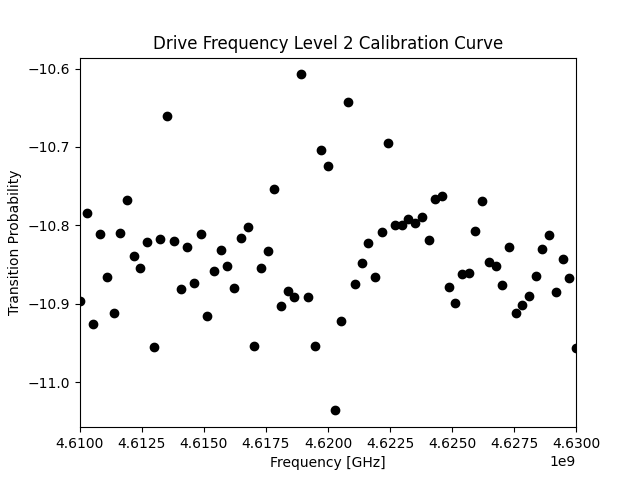 Drive Frequency Level 2 Calibration Curve
−10.6
−10.7
−10.8
−10.9
−11.0
Transition Probability
4.6100 4.6125 4.6150 4.6175 4.6200 4.6225 4.6250 4.6275 4.6300
Frequency [GHz]
1e9